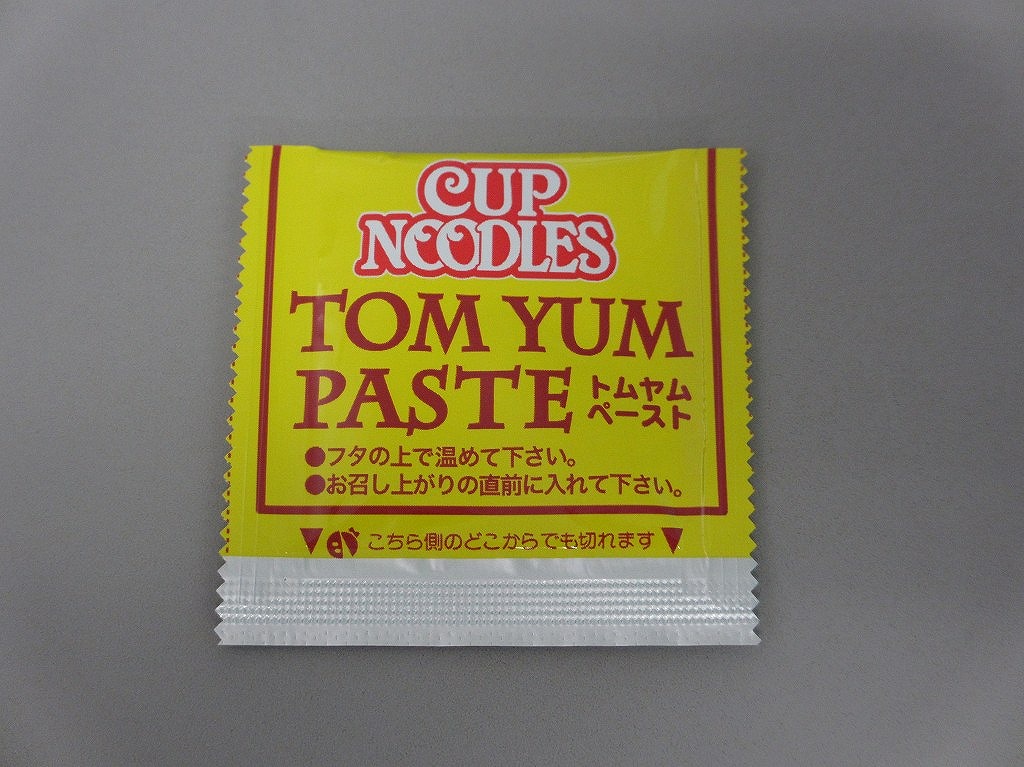 CUP
NOODLES
TOM YUM
PASTE トムヤム
ペースト
●フタの上で温めて下さい。
●お召し上がりの直前に入れて下さい。
こちら側のどこからでも切れます